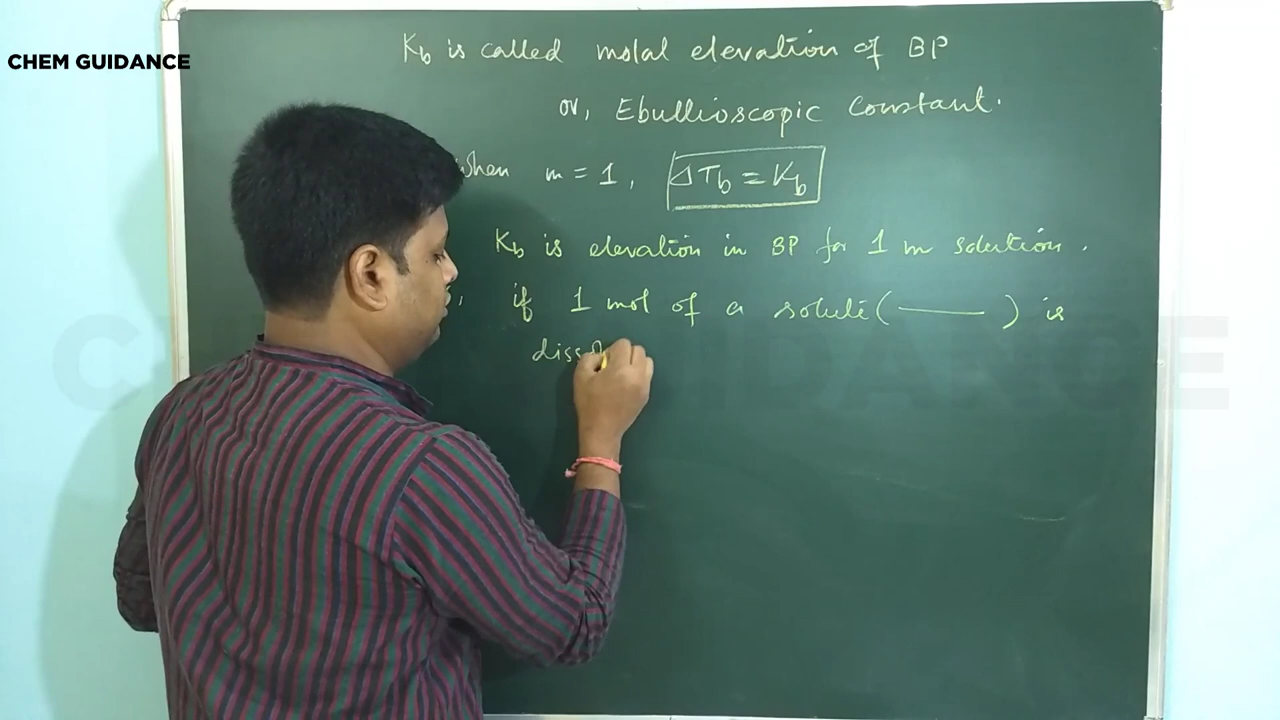 CHEM GUIDANCE
Kb is called molal elevation of BP
or, Ebullioscopic Constant.
when m = 1, ΔTb = Kb
Kb is elevation in BP for 1 m solution.
if 1 mol of a solute ( —— ) is